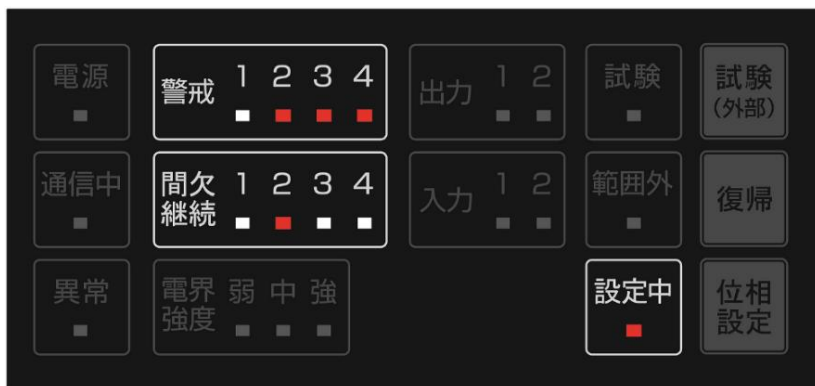 電源
警戒 1 2 3 4
出力 1 2
試験
試験
(外部)
通信中
間欠
継続 1 2 3 4
入力 1 2
範囲外
復帰
異常
電界
強度 弱 中 強
設定中
位相
設定